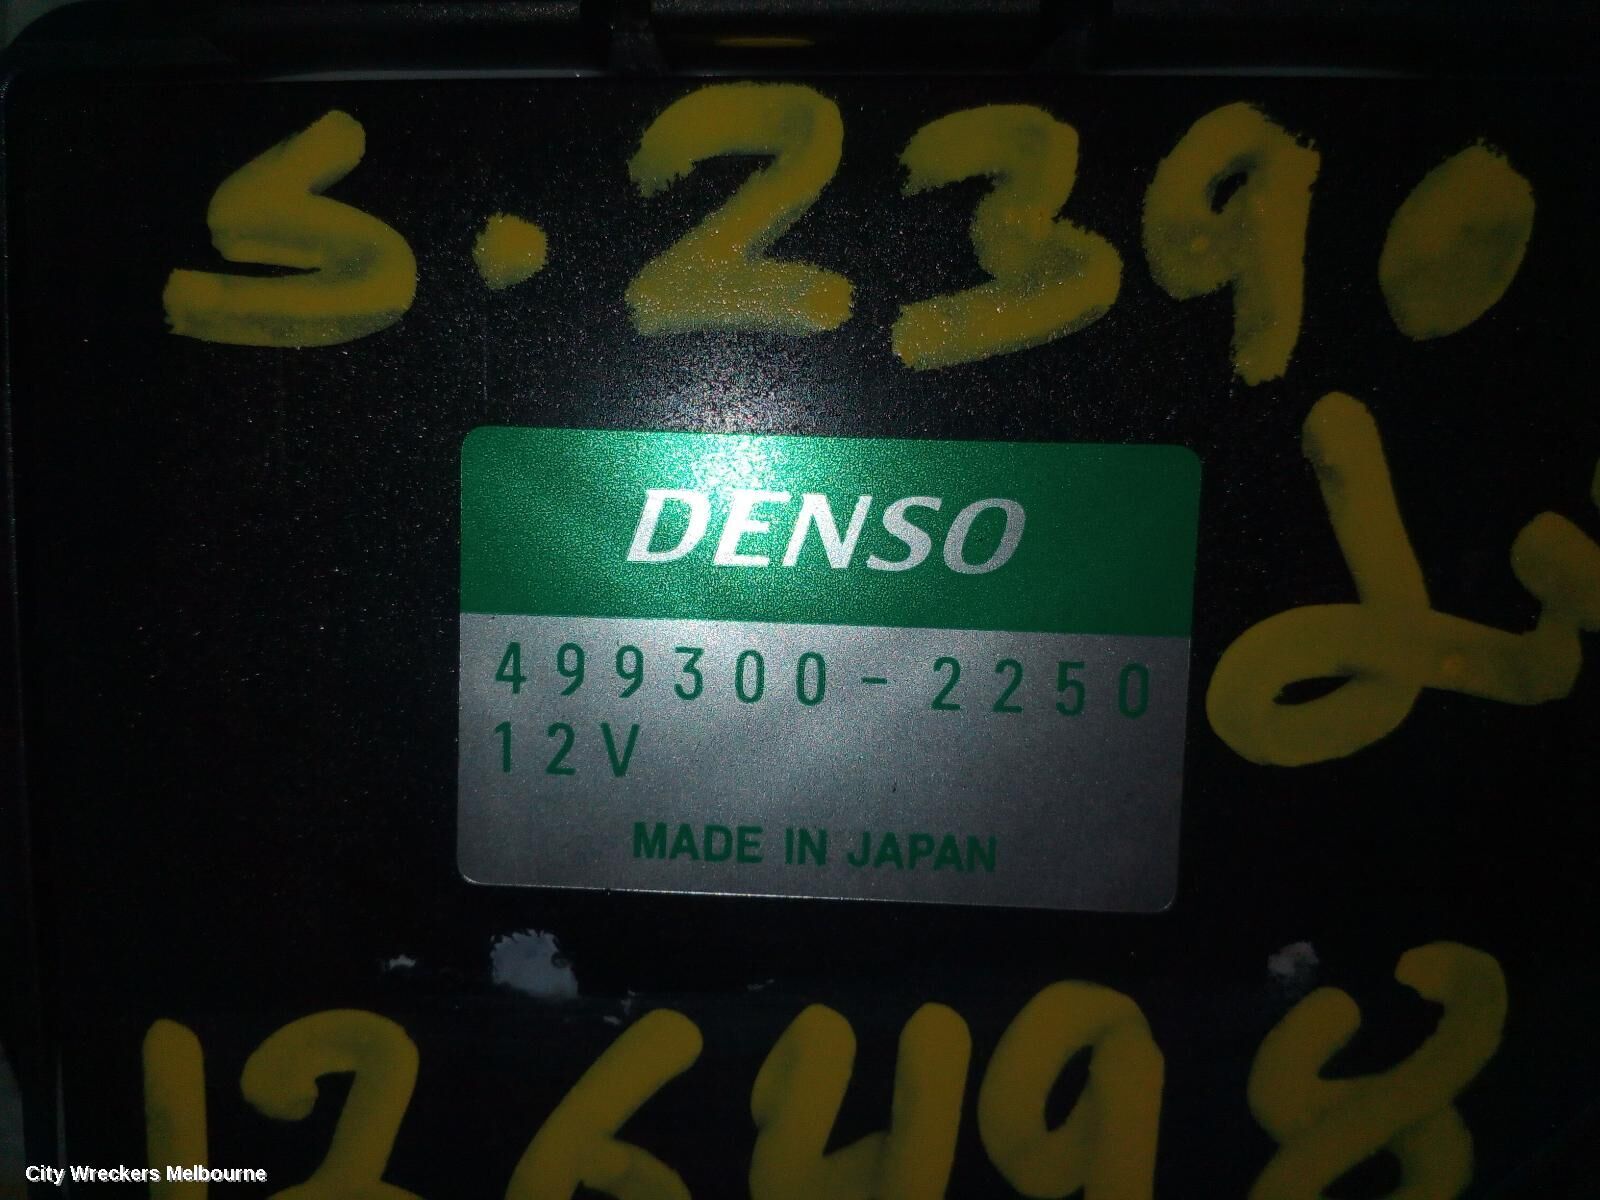 S.2390
DENSO
499300-2250
12V
MADE IN JAPAN
126498
City Wreckers Melbourne